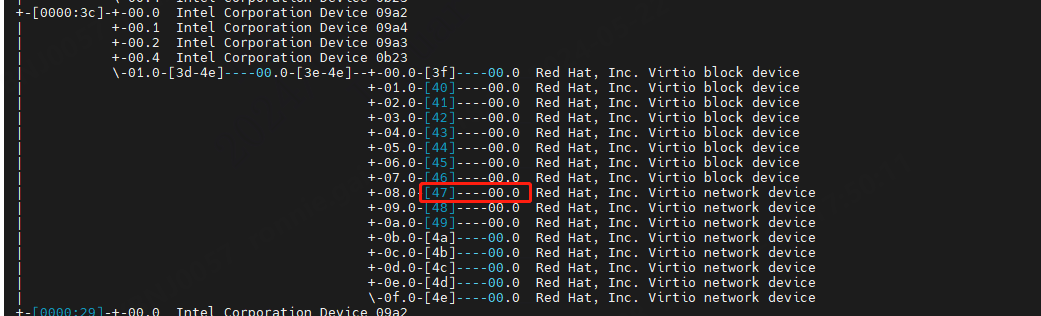 +-[0000:3c]-+-00.0  Intel Corporation Device 09a2
|           +-00.1  Intel Corporation Device 09a4
|           +-00.2  Intel Corporation Device 09a3
|           +-00.4  Intel Corporation Device 0b23
|           \-01.0-[3d-4e]----00.0-[3e-4e]--+-00.0-[3f]----00.0  Red Hat, Inc. Virtio block device
|                                           +-01.0-[40]----00.0  Red Hat, Inc. Virtio block device
|                                           +-02.0-[41]----00.0  Red Hat, Inc. Virtio block device
|                                           +-03.0-[42]----00.0  Red Hat, Inc. Virtio block device
|                                           +-04.0-[43]----00.0  Red Hat, Inc. Virtio block device
|                                           +-05.0-[44]----00.0  Red Hat, Inc. Virtio block device
|                                           +-06.0-[45]----00.0  Red Hat, Inc. Virtio block device
|                                           +-07.0-[46]----00.0  Red Hat, Inc. Virtio block device
|                                           +-08.0-[47]----00.0  Red Hat, Inc. Virtio network device
|                                           +-09.0-[48]----00.0  Red Hat, Inc. Virtio network device
|                                           +-0a.0-[49]----00.0  Red Hat, Inc. Virtio network device
|                                           +-0b.0-[4a]----00.0  Red Hat, Inc. Virtio network device
|                                           +-0c.0-[4b]----00.0  Red Hat, Inc. Virtio network device
|                                           +-0d.0-[4c]----00.0  Red Hat, Inc. Virtio network device
|                                           +-0e.0-[4d]----00.0  Red Hat, Inc. Virtio network device
|                                           \-0f.0-[4e]----00.0  Red Hat, Inc. Virtio network device
+-[0000:29]-+-00.0  Intel Corporation Device 09a2